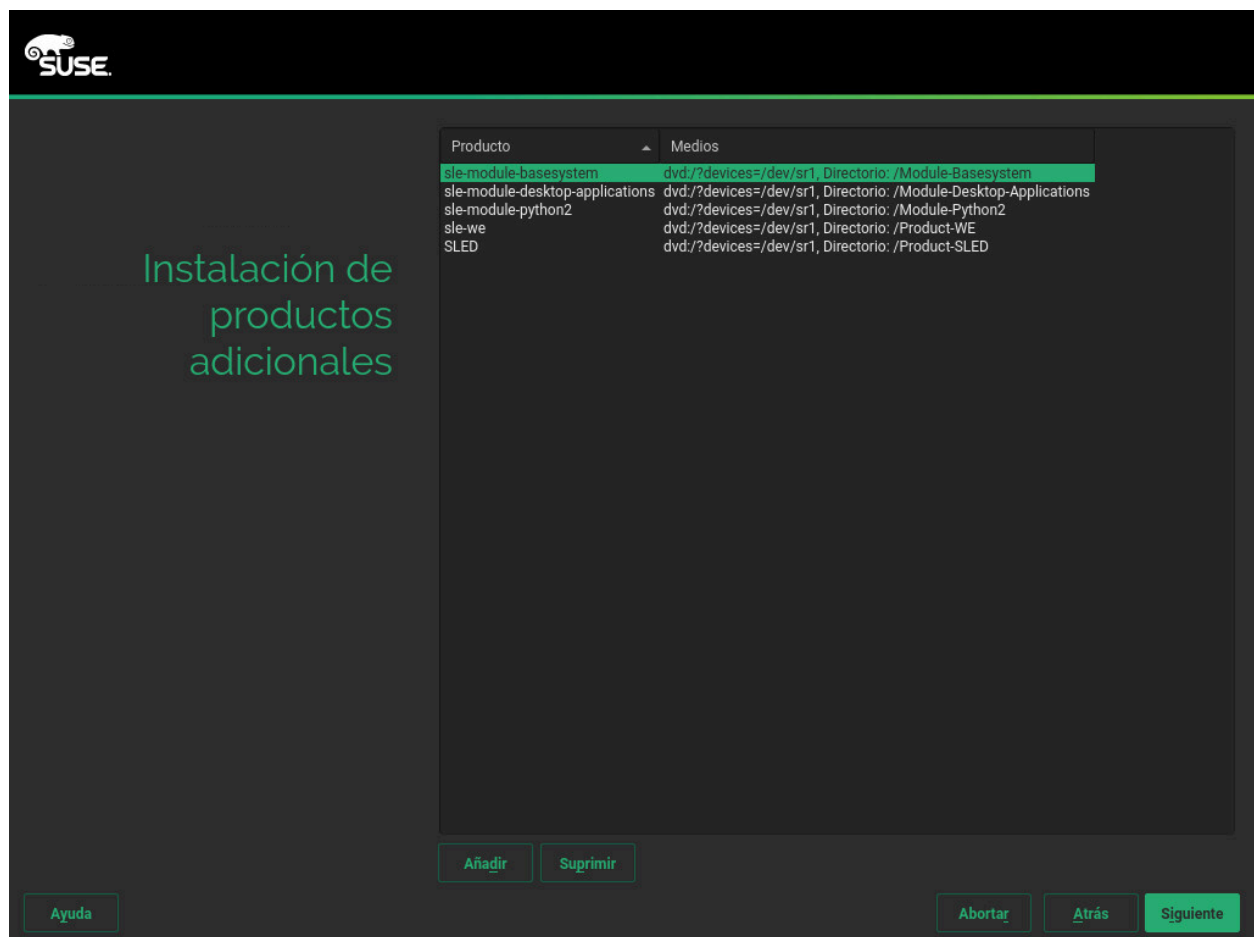 SUSE.
Instalación de
productos
adicionales
Producto Medios
sle-module-basesystem dvd:/?devices=/dev/sr1, Directorio: /Module-Basesystem
sle-module-desktop-applications dvd:/?devices=/dev/sr1, Directorio: /Module-Desktop-Applications
sle-module-python2 dvd:/?devices=/dev/sr1, Directorio: /Module-Python2
sle-we dvd:/?devices=/dev/sr1, Directorio: /Product-WE
SLED dvd:/?devices=/dev/sr1, Directorio: /Product-SLED
Añadir Suprimir
Ayuda Abortar Atrás Siguiente